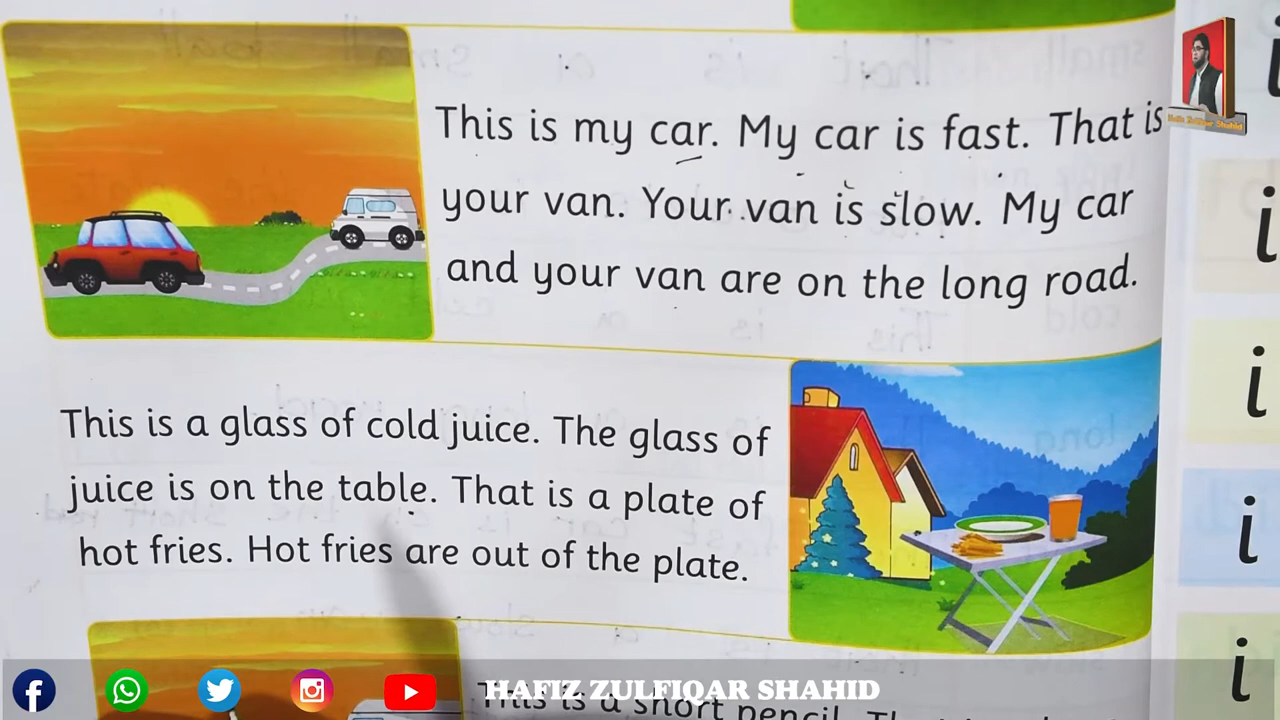 This is my car. My car is fast. That is
your van. Your van is slow. My car
and your van are on the long road.
This is a glass of cold juice. The glass of
juice is on the table. That is a plate of
hot fries. Hot fries are out of the plate.
This is a short pencil.
HAFIZ ZULFIQAR SHAHID
Hafiz Zulfiqar Shahid
i
i
i
i